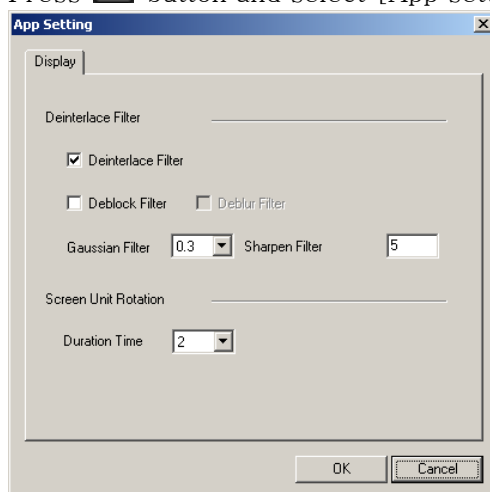 Press button and select [App Set
App Setting
Display
Deinterlace Filter
Deinterlace Filter
Deblock Filter Deblur Filter
Gaussian Filter 0.3 Sharpen Filter 5
Screen Unit Rotation
Duration Time 2
OK Cancel